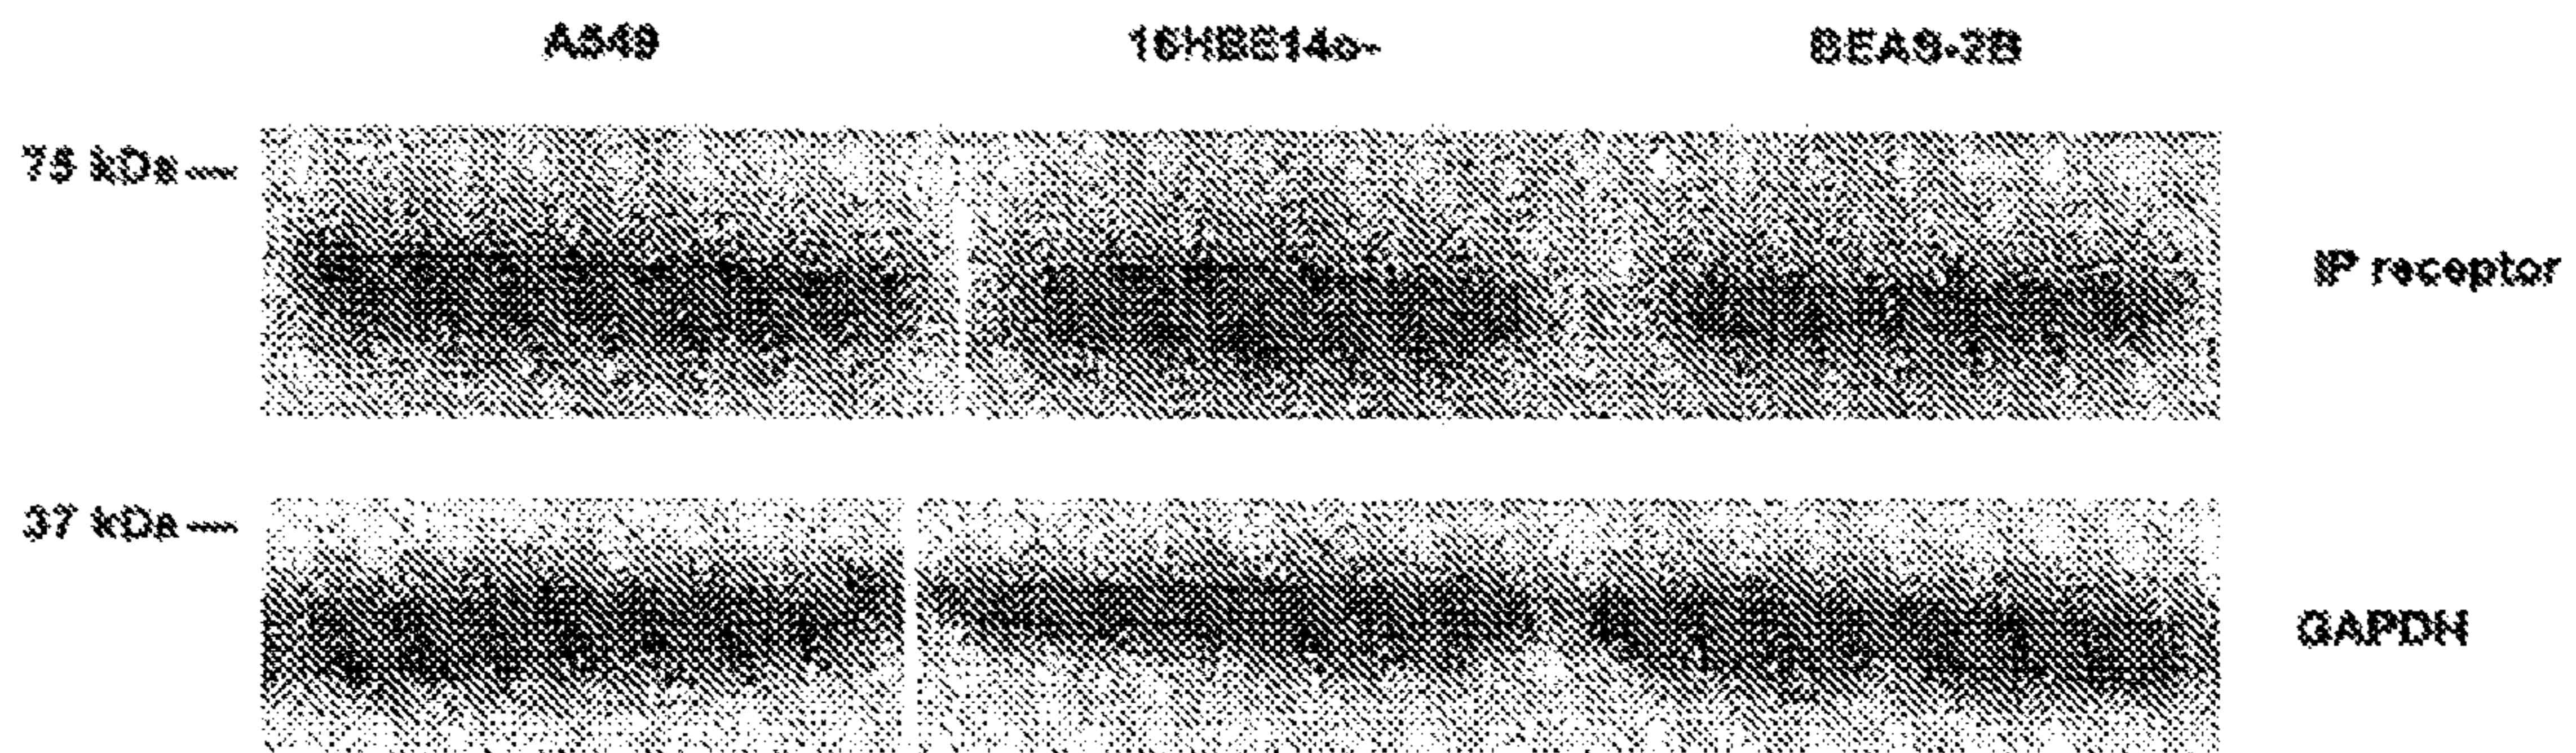 A549 16HBE14o- BEAS-2B
75 kDa
IP receptor
37 kDa
GAPDH